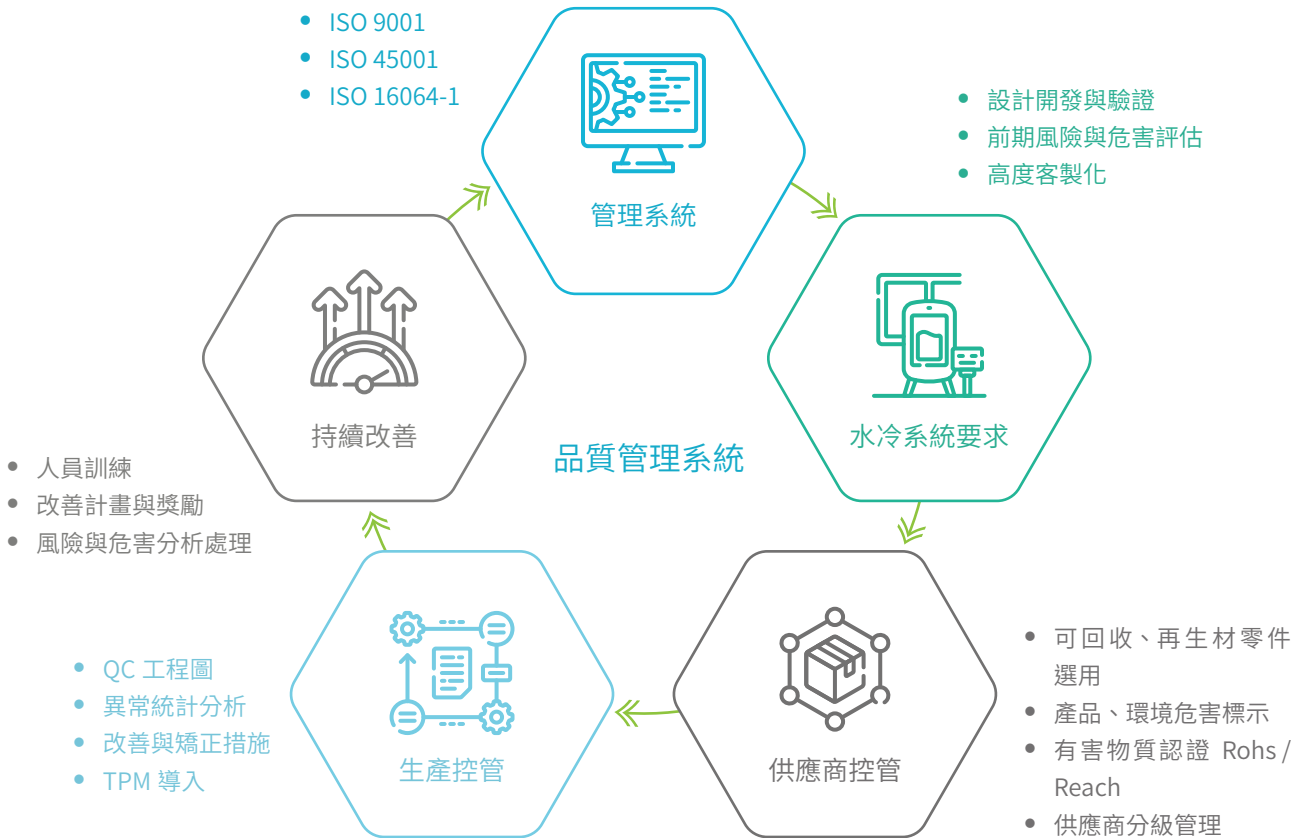 ISO 9001
ISO 45001
ISO 16064-1
管理系統
設計開發與驗證
前期風險與危害評估
高度客製化
水冷系統要求
品質管理系統
可回收、再生材零件
選用
產品、環境危害標示
有害物質認證 Rohs /
Reach
供應商分級管理
供應商控管
QC 工程圖
異常統計分析
改善與矯正措施
TPM 導入
生產控管
人員訓練
改善計畫與獎勵
風險與危害分析處理
持續改善